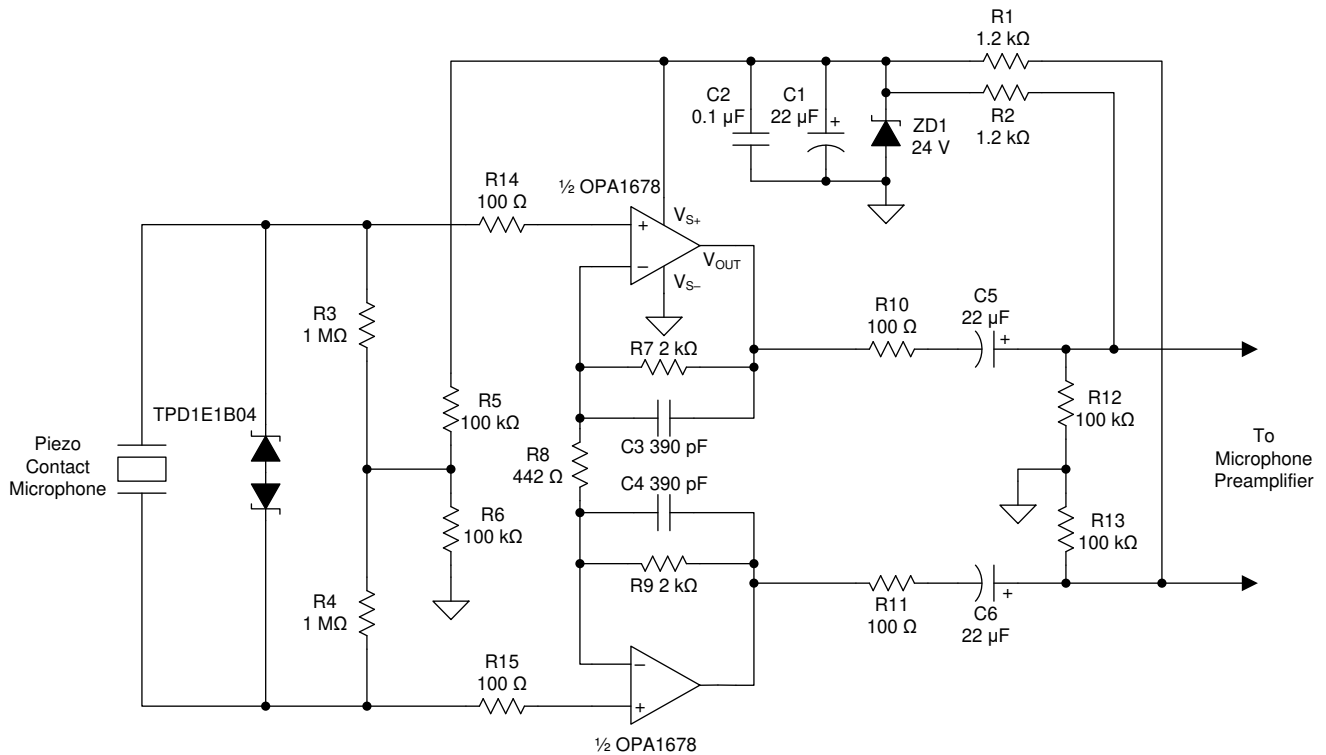 R1
1.2 kΩ
R2
1.2 kΩ
C2
0.1 µF
C1
22 µF
+
ZD1
24 V
R14
100 Ω
½ OPA1678
+
–
VS+
VS–
VOUT
R3
1 MΩ
R7 2 kΩ
R10
100 Ω
C5
22 µF
+
TPD1E1B04
R5
100 kΩ
C3 390 pF
R12
100 kΩ
Piezo
Contact
Microphone
R8
442 Ω
C4 390 pF
To
Microphone
Preamplifier
R6
100 kΩ
R13
100 kΩ
R9 2 kΩ
R4
1 MΩ
R11
100 Ω
C6
22 µF
+
R15
100 Ω
–
+
½ OPA1678